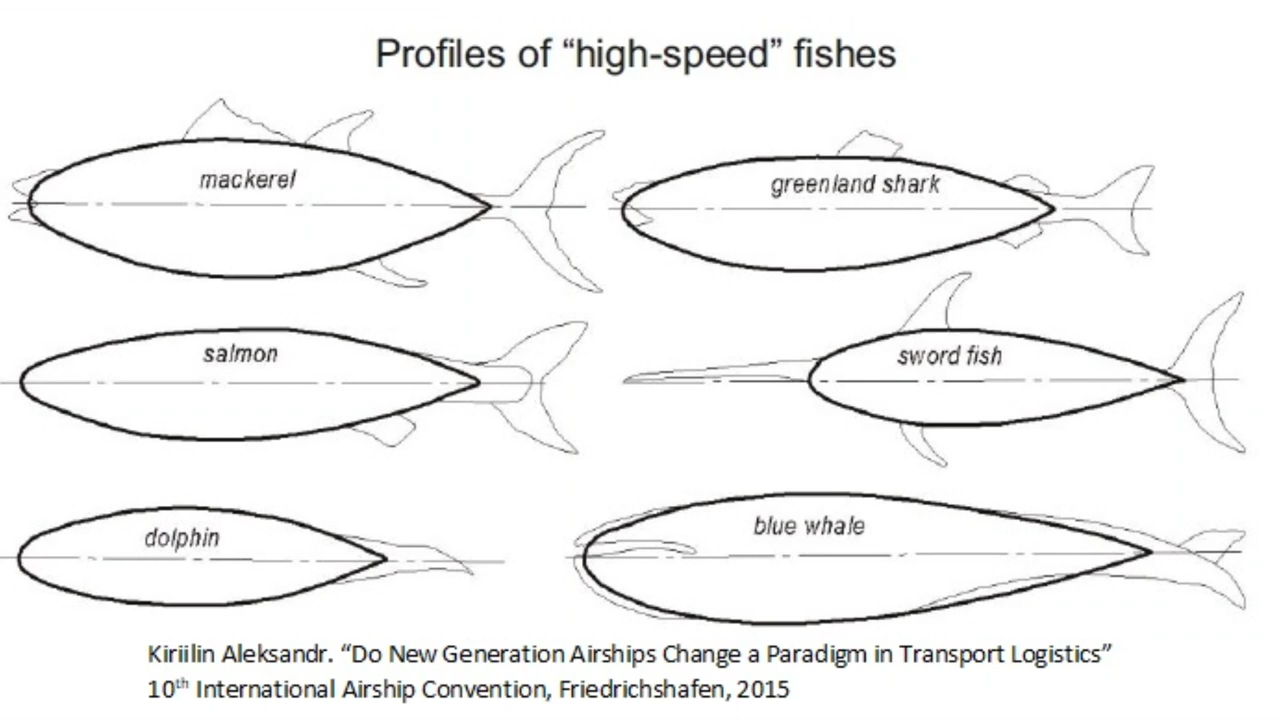 Profiles of “high-speed” fishes
mackerel
greenland shark
salmon
sword fish
dolphin
blue whale
Kiriilin Aleksandr. “Do New Generation Airships Change a Paradigm in Transport Logistics”
10th International Airship Convention, Friedrichshafen, 2015